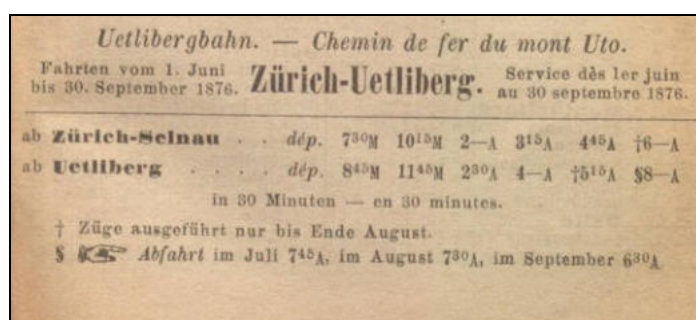 Uetlibergbahn. — Chemin de fer du mont Uto.
Fahrten vom 1. Juni
bis 30. September 1876.
Zürich-Uetliberg.
Service dès 1er juin
au 30 septembre 1876.
ab Zürich-Selnau . . dép. 7³⁰M 10¹⁵M 2—A 3¹⁵A 4⁴⁵A †6—A
ab Uetliberg . . . . dép. 8⁴⁵M 11⁴⁵M 2³⁰A 4—A †5¹⁵A §8—A
in 30 Minuten — en 30 minutes.
† Züge ausgeführt nur bis Ende August.
§ ☞ Abfahrt im Juli 7⁴⁵A, im August 7³⁰A, im September 6³⁰A